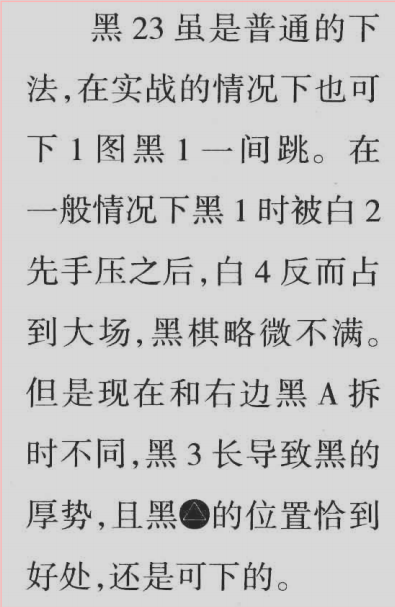 黑 23 虽是普通的下
法,在实战的情况下也可
下 1 图黑 1 一间跳。在
一般情况下黑 1 时被白 2
先手压之后,白 4 反而占
到大场,黑棋略微不满。
但是现在和右边黑 A 拆
时不同,黑 3 长导致黑的
厚势,且黑▲的位置恰到
好处,还是可下的。